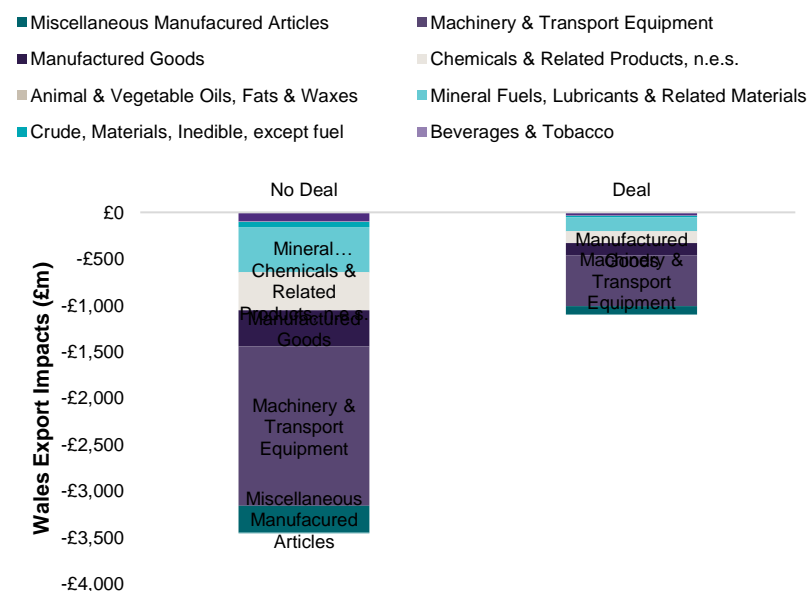 Miscellaneous Manufacured Articles
Machinery & Transport Equipment
Manufactured Goods
Chemicals & Related Products, n.e.s.
Animal & Vegetable Oils, Fats & Waxes
Mineral Fuels, Lubricants & Related Materials
Crude, Materials, Inedible, except fuel
Beverages & Tobacco
No Deal
Deal
£0
-£500
-£1,000
-£1,500
-£2,000
-£2,500
-£3,000
-£3,500
-£4,000
Wales Export Impacts (£m)
Mineral…
Chemicals &
Related
Products, n.e.s.
Manufactured
Goods
Machinery &
Transport
Equipment
Miscellaneous
Manufacured
Articles
Manufactured
Goods
Machinery &
Transport
Equipment